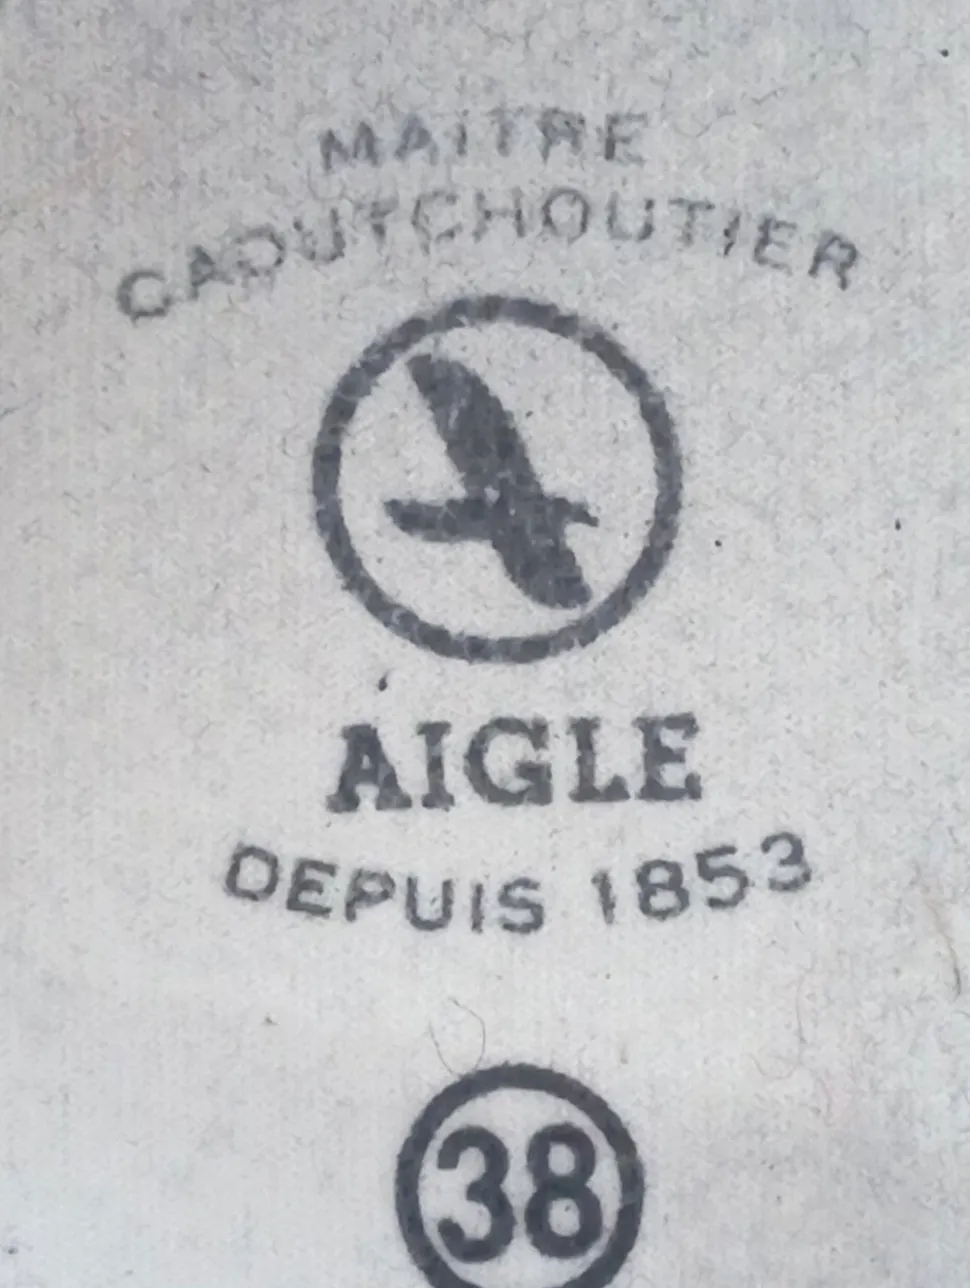 MAITRE
CAOUTCHOUTIER
AIGLE
DEPUIS 1853
38